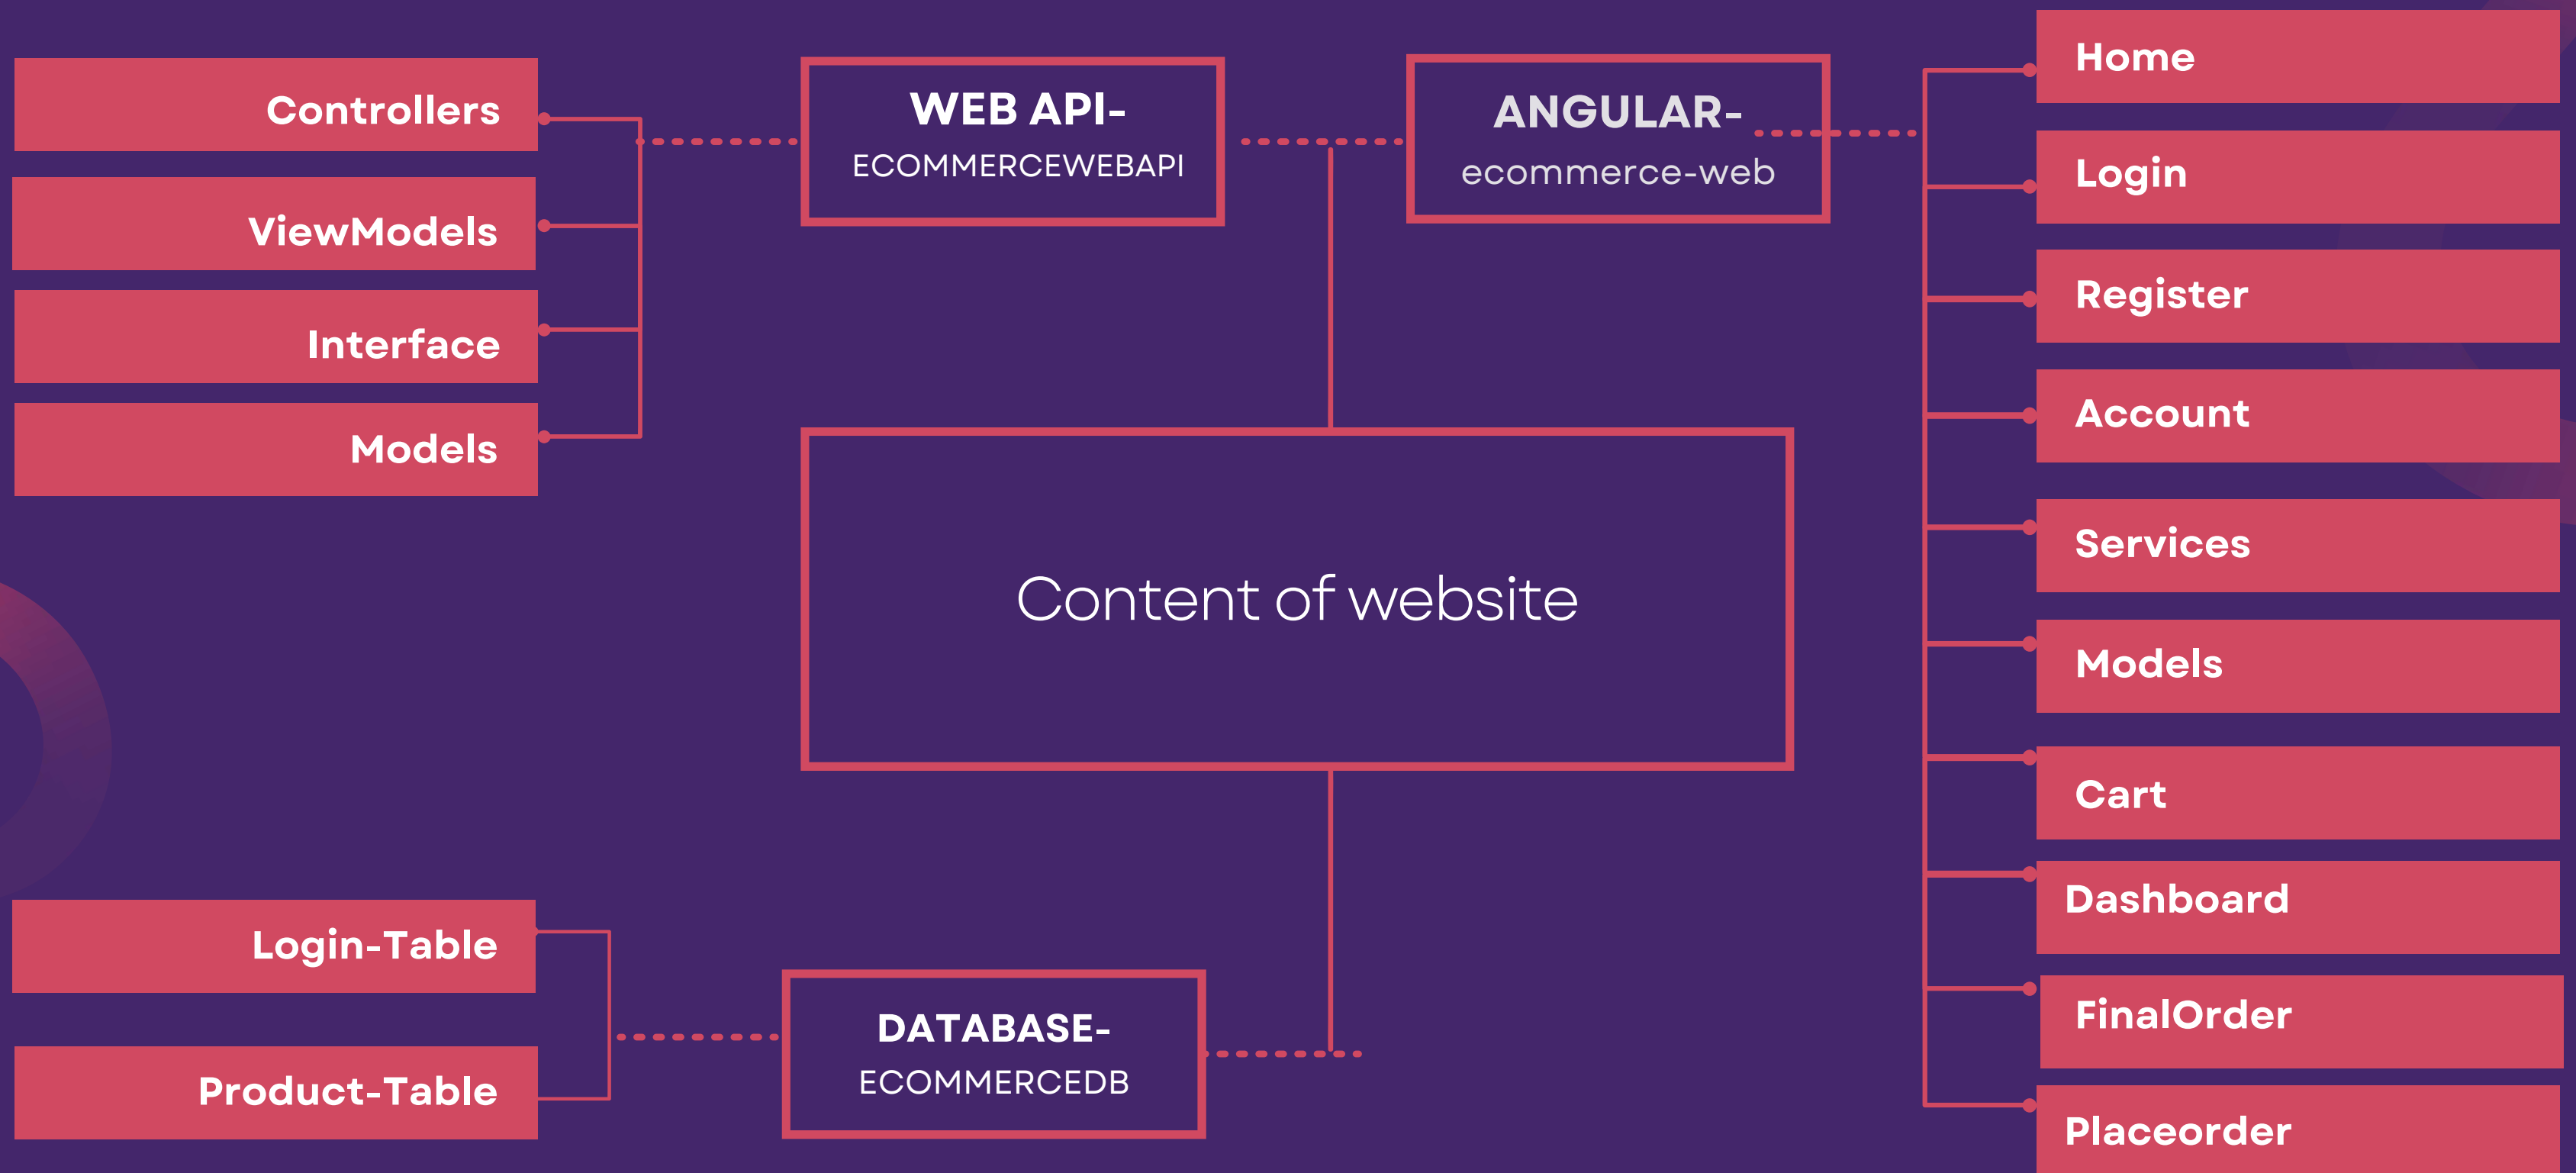 Controllers
ViewModels
Interface
Models
WEB API-
ECOMMERCEWEBAPI
ANGULAR-
ecommerce-web
Home
Login
Register
Account
Services
Models
Cart
Dashboard
FinalOrder
Placeorder
Content of website
Login-Table
Product-Table
DATABASE-
ECOMMERCEDB